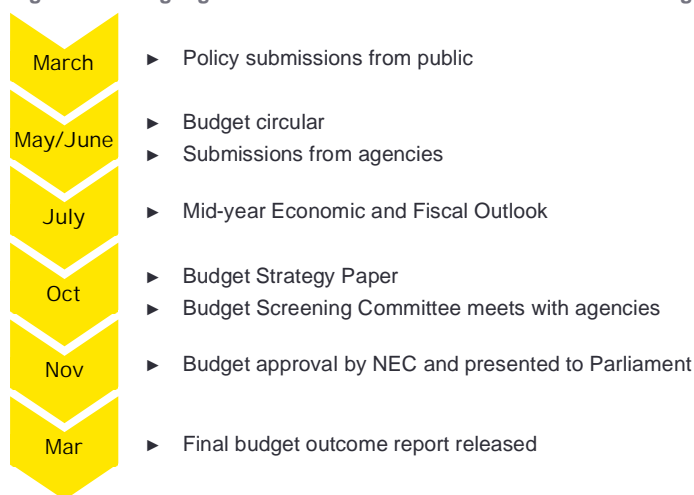 March
► Policy submissions from public
May/June
► Budget circular
► Submissions from agencies
July
► Mid-year Economic and Fiscal Outlook
Oct
► Budget Strategy Paper
► Budget Screening Committee meets with agencies
Nov
► Budget approval by NEC and presented to Parliament
Mar
► Final budget outcome report released